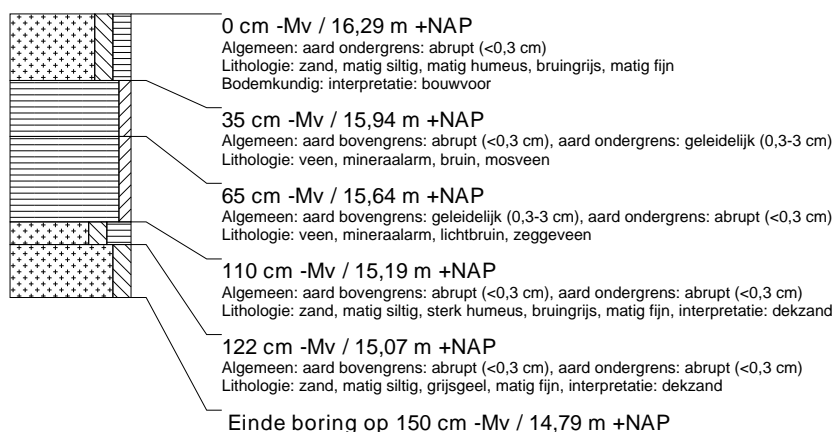 0 cm -Mv / 16,29 m +NAP
Algemeen: aard ondergrens: abrupt (<0,3 cm)
Lithologie: zand, matig siltig, matig humeus, bruingrijs, matig fijn
Bodemkundig: interpretatie: bouwvoor
35 cm -Mv / 15,94 m +NAP
Algemeen: aard bovengrens: abrupt (<0,3 cm), aard ondergrens: geleidelijk (0,3-3 cm)
Lithologie: veen, mineraalarm, bruin, mosveen
65 cm -Mv / 15,64 m +NAP
Algemeen: aard bovengrens: geleidelijk (0,3-3 cm), aard ondergrens: abrupt (<0,3 cm)
Lithologie: veen, mineraalarm, lichtbruin, zeggeveen
110 cm -Mv / 15,19 m +NAP
Algemeen: aard bovengrens: abrupt (<0,3 cm), aard ondergrens: abrupt (<0,3 cm)
Lithologie: zand, matig siltig, sterk humeus, bruingrijs, matig fijn, interpretatie: dekzand
122 cm -Mv / 15,07 m +NAP
Algemeen: aard bovengrens: abrupt (<0,3 cm), aard ondergrens: abrupt (<0,3 cm)
Lithologie: zand, matig siltig, grijsgeel, matig fijn, interpretatie: dekzand
Einde boring op 150 cm -Mv / 14,79 m +NAP